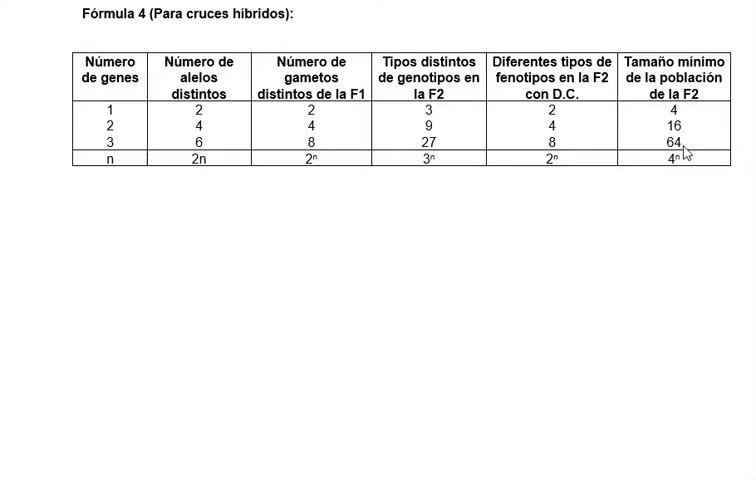 Fórmula 4 (Para cruces híbridos):
Número de genes | Número de alelos distintos | Número de gametos distintos de la F1 | Tipos distintos de genotipos en la F2 | Diferentes tipos de fenotipos en la F2 con D.C. | Tamaño mínimo de la población de la F2
1 2 2 3 2 4
2 4 4 9 4 16
3 6 8 27 8 64
n 2n 2ⁿ 3ⁿ 2ⁿ 4ⁿ